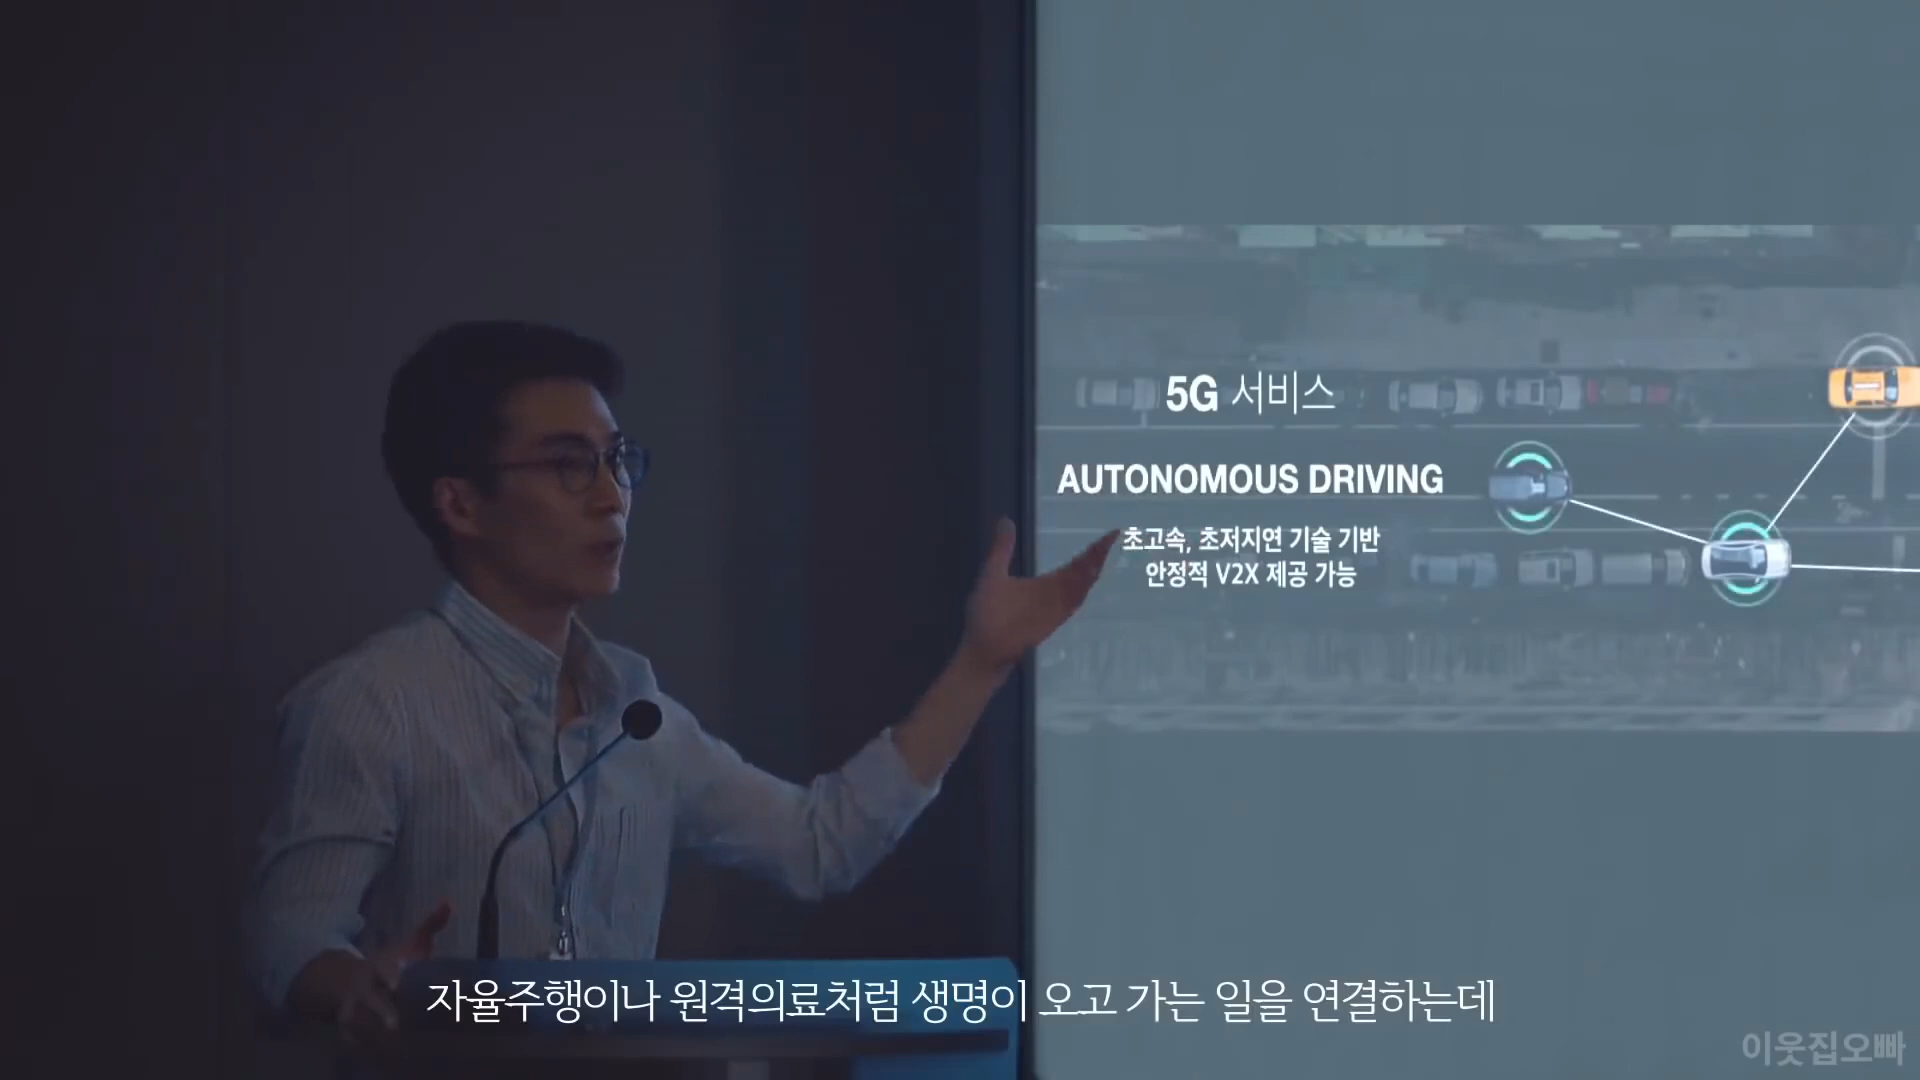 5G 서비스
AUTONOMOUS DRIVING
초고속, 초저지연 기술 기반
안정적 V2X 제공 가능
자율주행이나 원격의료처럼 생명이 오고 가는 일을 연결하는데
이웃집오빠